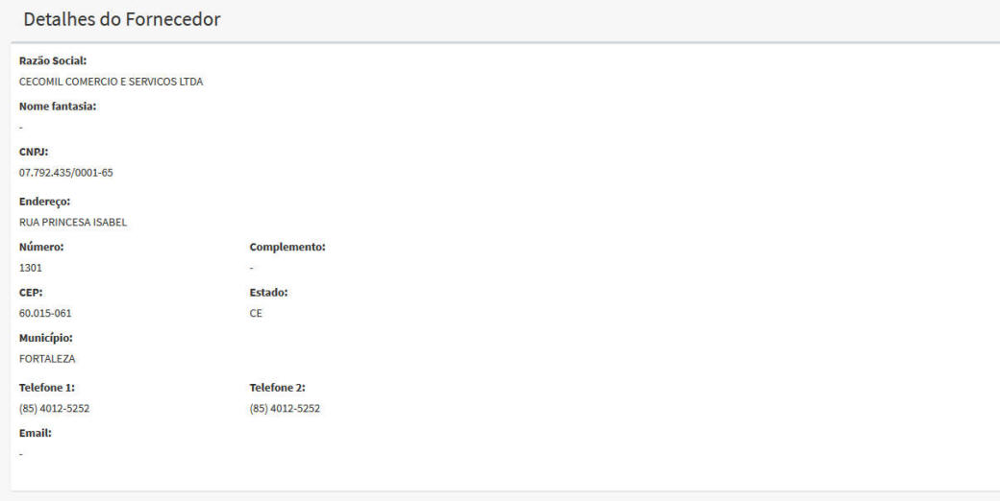 Detalhes do Fornecedor
Razão Social:
CECOMIL COMERCIO E SERVICOS LTDA
Nome fantasia:
-
CNPJ:
07.792.435/0001-65
Endereço:
RUA PRINCESA ISABEL
Número: Complemento:
1301 -
CEP: Estado:
60.015-061 CE
Município:
FORTALEZA
Telefone 1: Telefone 2:
(85) 4012-5252 (85) 4012-5252
Email:
-